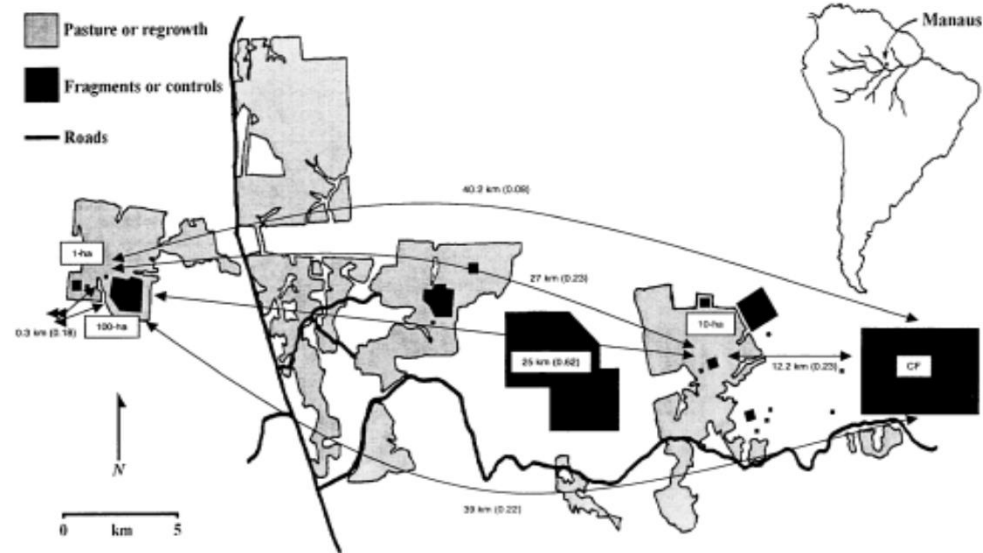 Pasture or regrowth
Manaus
Fragments or controls
Roads
40.2 km (0.08)
1-ha
27 km (0.23)
0.3 km (0.18)
100-ha
10-ha
25 km (0.62)
12.2 km (0.23)
CF
N
39 km (0.22)
0 km 5